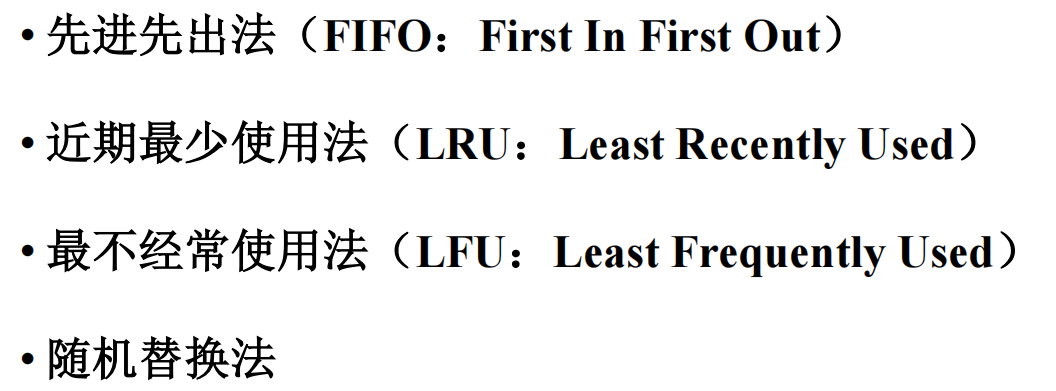 • 先进先出法（FIFO：First In First Out）
• 近期最少使用法（LRU：Least Recently Used）
• 最不经常使用法（LFU：Least Frequently Used）
• 随机替换法